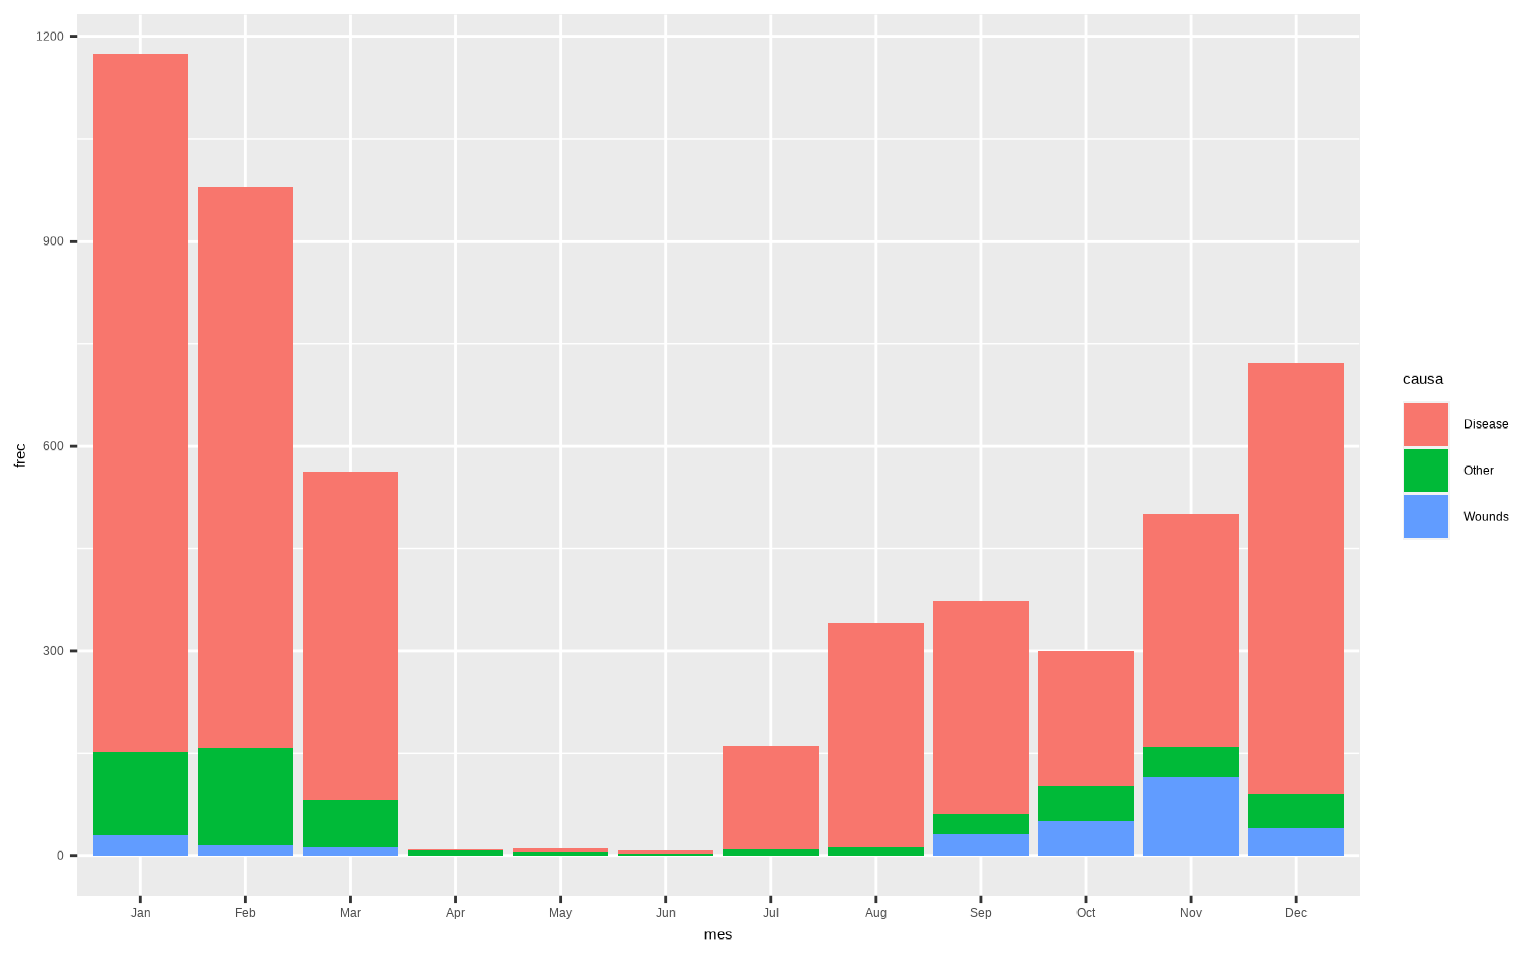 1200
900
600
300
0
frec
Jan Feb Mar Apr May Jun Jul Aug Sep Oct Nov Dec
mes
causa
Disease
Other
Wounds